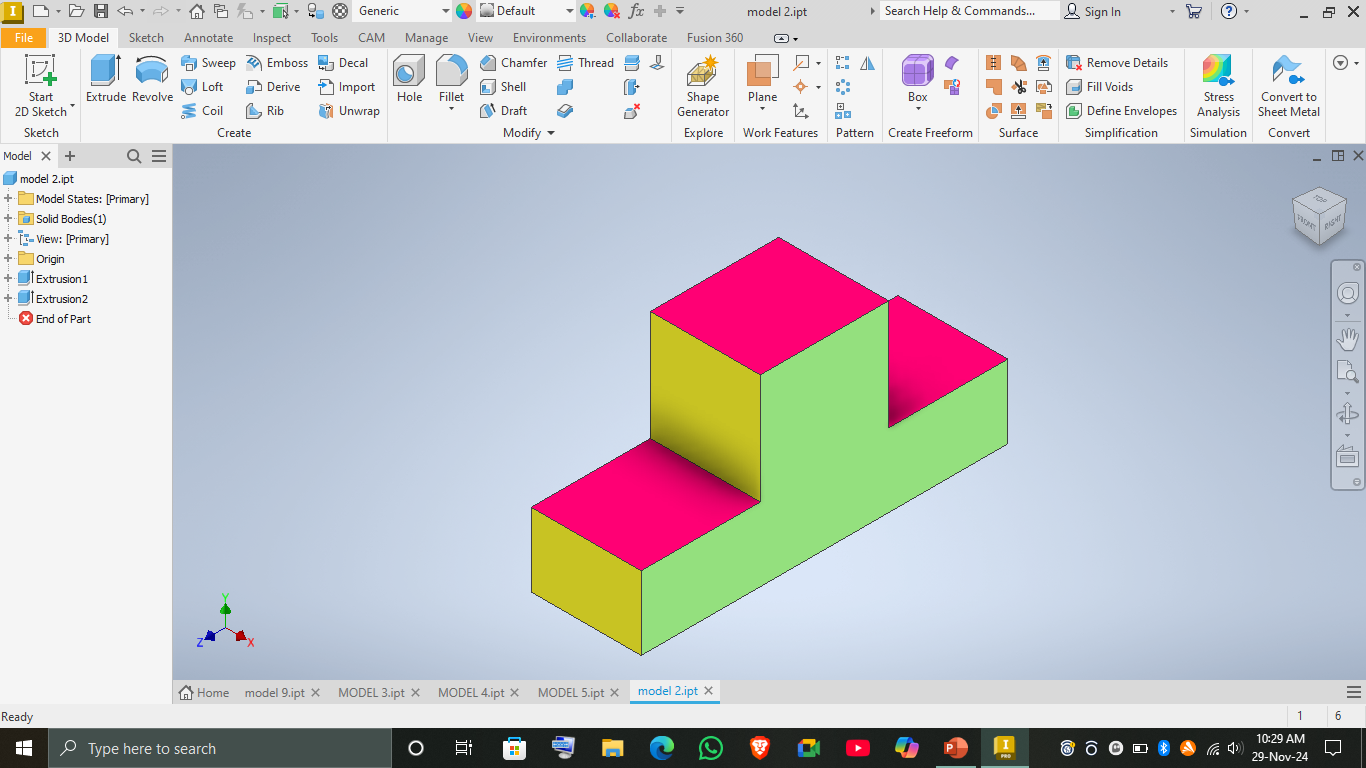 I Generic Default fx model 2.ipt Search Help & Commands... Sign In
File 3D Model Sketch Annotate Inspect Tools CAM Manage View Environments Collaborate Fusion 360
Start 2D Sketch
Extrude Revolve
Sweep Emboss Decal
Loft Derive Import
Coil Rib Unwrap
Hole Fillet
Chamfer Thread
Shell
Draft
Shape Generator
Plane
Box
Remove Details
Fill Voids
Define Envelopes
Stress Analysis
Convert to Sheet Metal
Sketch Create Modify Explore Work Features Pattern Create Freeform Surface Simplification Simulation Convert
Model
model 2.ipt
Model States: [Primary]
Solid Bodies(1)
View: [Primary]
Origin
Extrusion1
Extrusion2
End of Part
TOP
FRONT RIGHT
Y
Z X
Home model 9.ipt MODEL 3.ipt MODEL 4.ipt MODEL 5.ipt model 2.ipt
Ready 1 6
Type here to search
10:29 AM
29-Nov-24